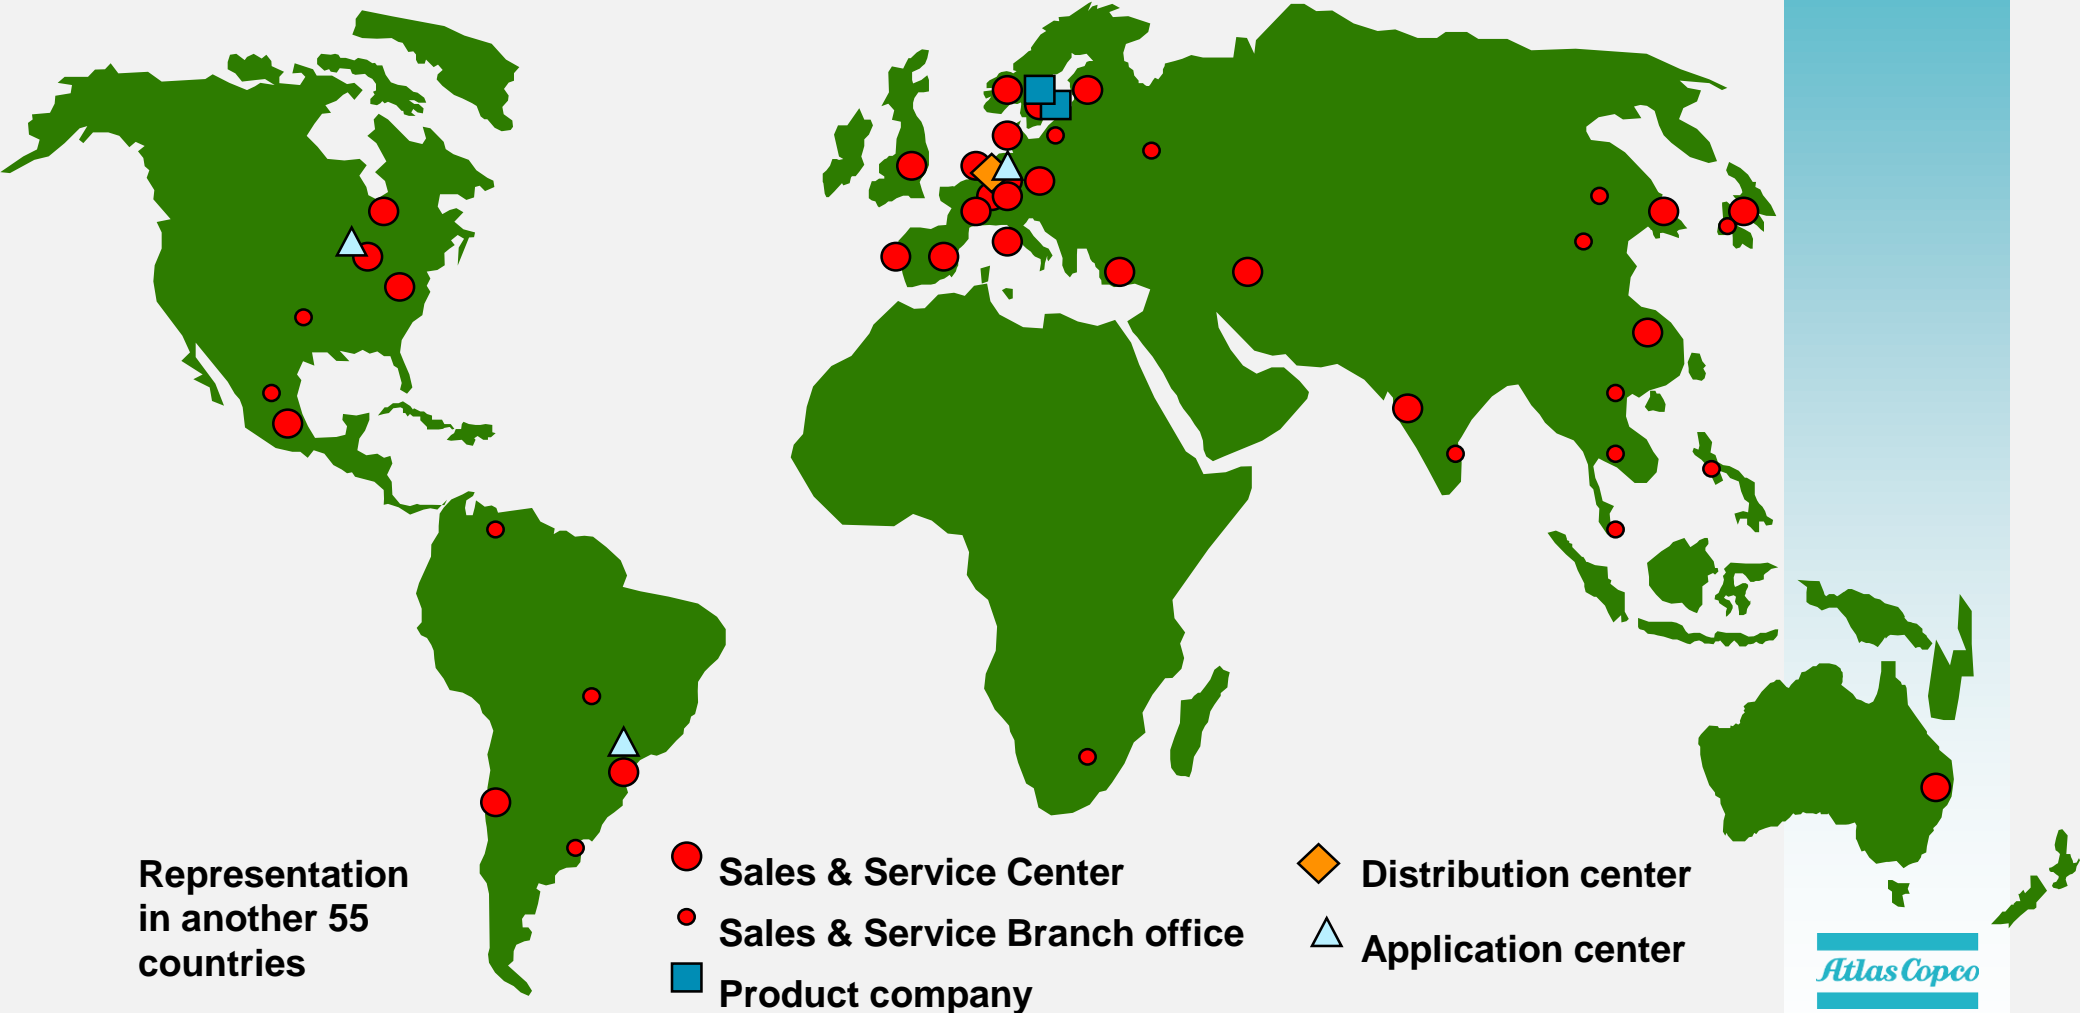 Representation
in another 55
countries
Sales & Service Center
Sales & Service Branch office
Product company
Distribution center
Application center
Atlas Copco